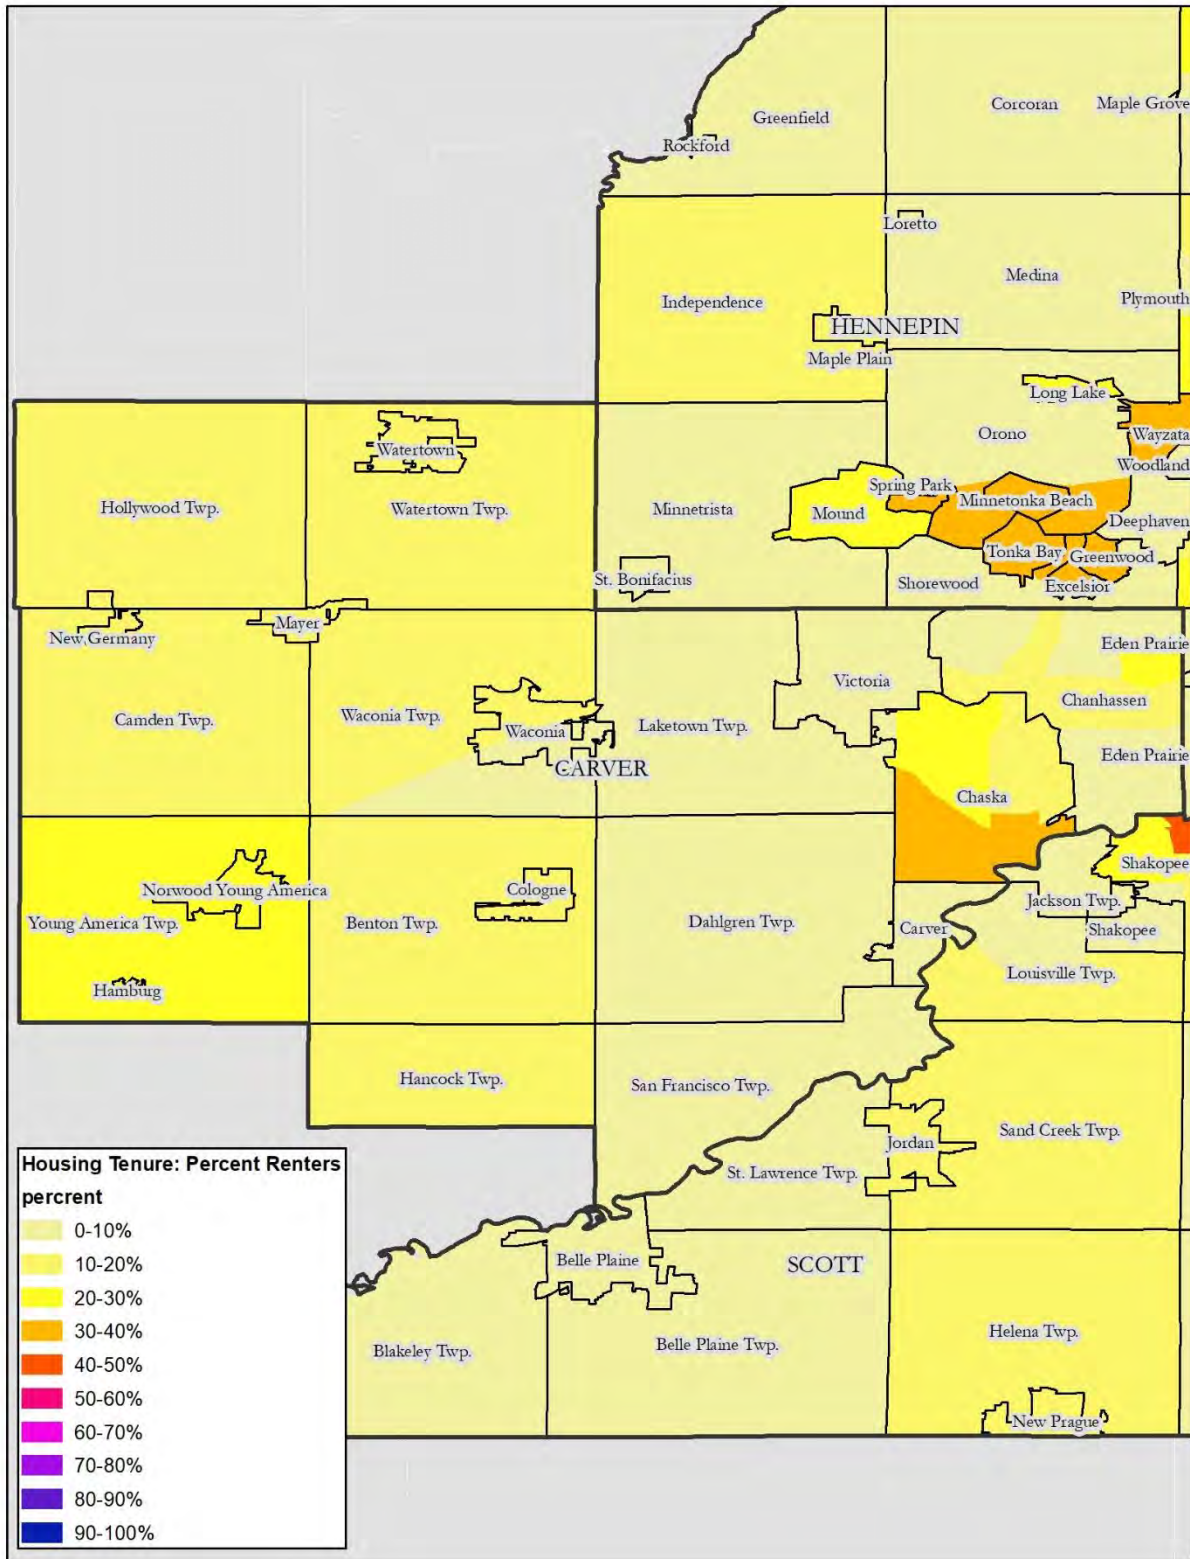 Greenfield
Corcoran
Maple Grove
Rockford
Loretto
Medina
Independence
Plymouth
HENNEPIN
Maple Plain
Long Lake
Orono
Wayzata
Watertown
Woodland
Spring Park
Minnetonka Beach
Hollywood Twp.
Watertown Twp.
Minnetrista
Mound
Deephaven
Tonka Bay
Greenwood
St. Bonifacius
Shorewood
Excelsior
New Germany
Mayer
Eden Prairie
Victoria
Chanhassen
Camden Twp.
Waconia Twp.
Waconia
Laketown Twp.
Eden Prairie
CARVER
Chaska
Shakopee
Norwood Young America
Cologne
Jackson Twp.
Young America Twp.
Benton Twp.
Dahlgren Twp.
Carver
Shakopee
Louisville Twp.
Hamburg
Hancock Twp.
San Francisco Twp.
Sand Creek Twp.
Jordan
St. Lawrence Twp.
Belle Plaine
SCOTT
Helena Twp.
Blakeley Twp.
Belle Plaine Twp.
New Prague
Housing Tenure: Percent Renters
percrent
0-10%
10-20%
20-30%
30-40%
40-50%
50-60%
60-70%
70-80%
80-90%
90-100%